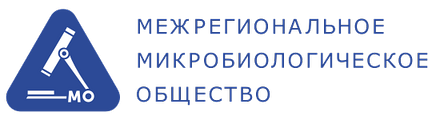 МЕЖРЕГИОНАЛЬНОЕ
МИКРОБИОЛОГИЧЕСКОЕ
ОБЩЕСТВО
МО